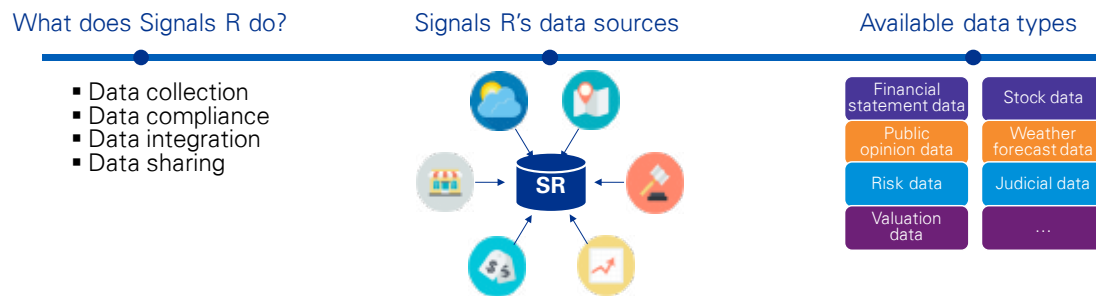 What does Signals R do?
Signals R's data sources
Available data types
▪ Data collection
▪ Data compliance
▪ Data integration
▪ Data sharing
SR
Financial
statement data
Stock data
Public
opinion data
Weather
forecast data
Risk data
Judicial data
Valuation
data
...
$ $